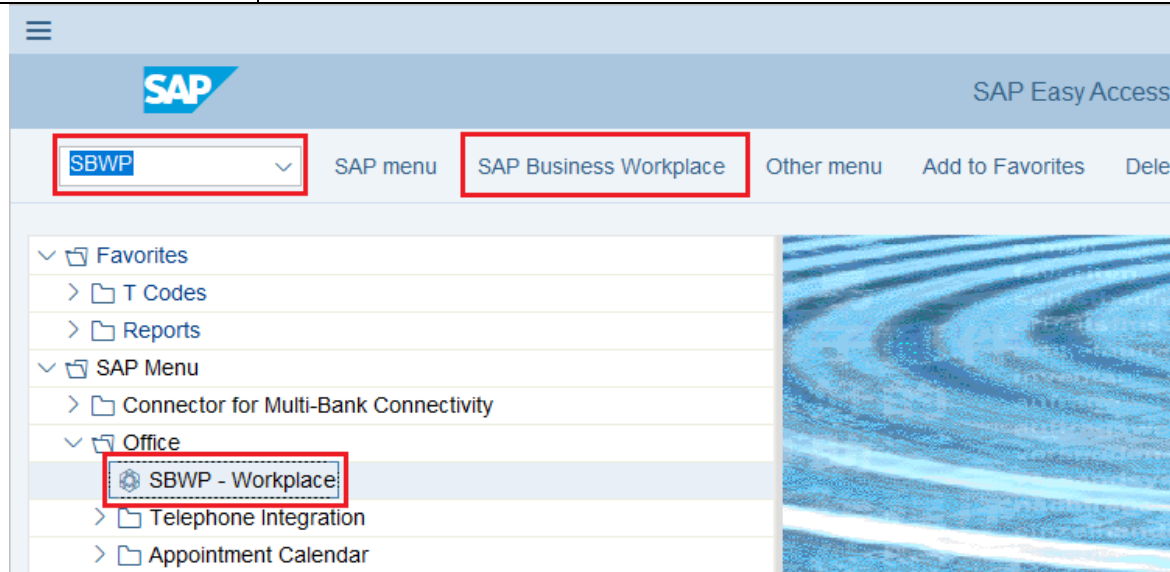 SAP
SAP Easy Access
SBWP SAP menu SAP Business Workplace Other menu Add to Favorites Dele
Favorites
T Codes
Reports
SAP Menu
Connector for Multi-Bank Connectivity
Office
SBWP - Workplace
Telephone Integration
Appointment Calendar